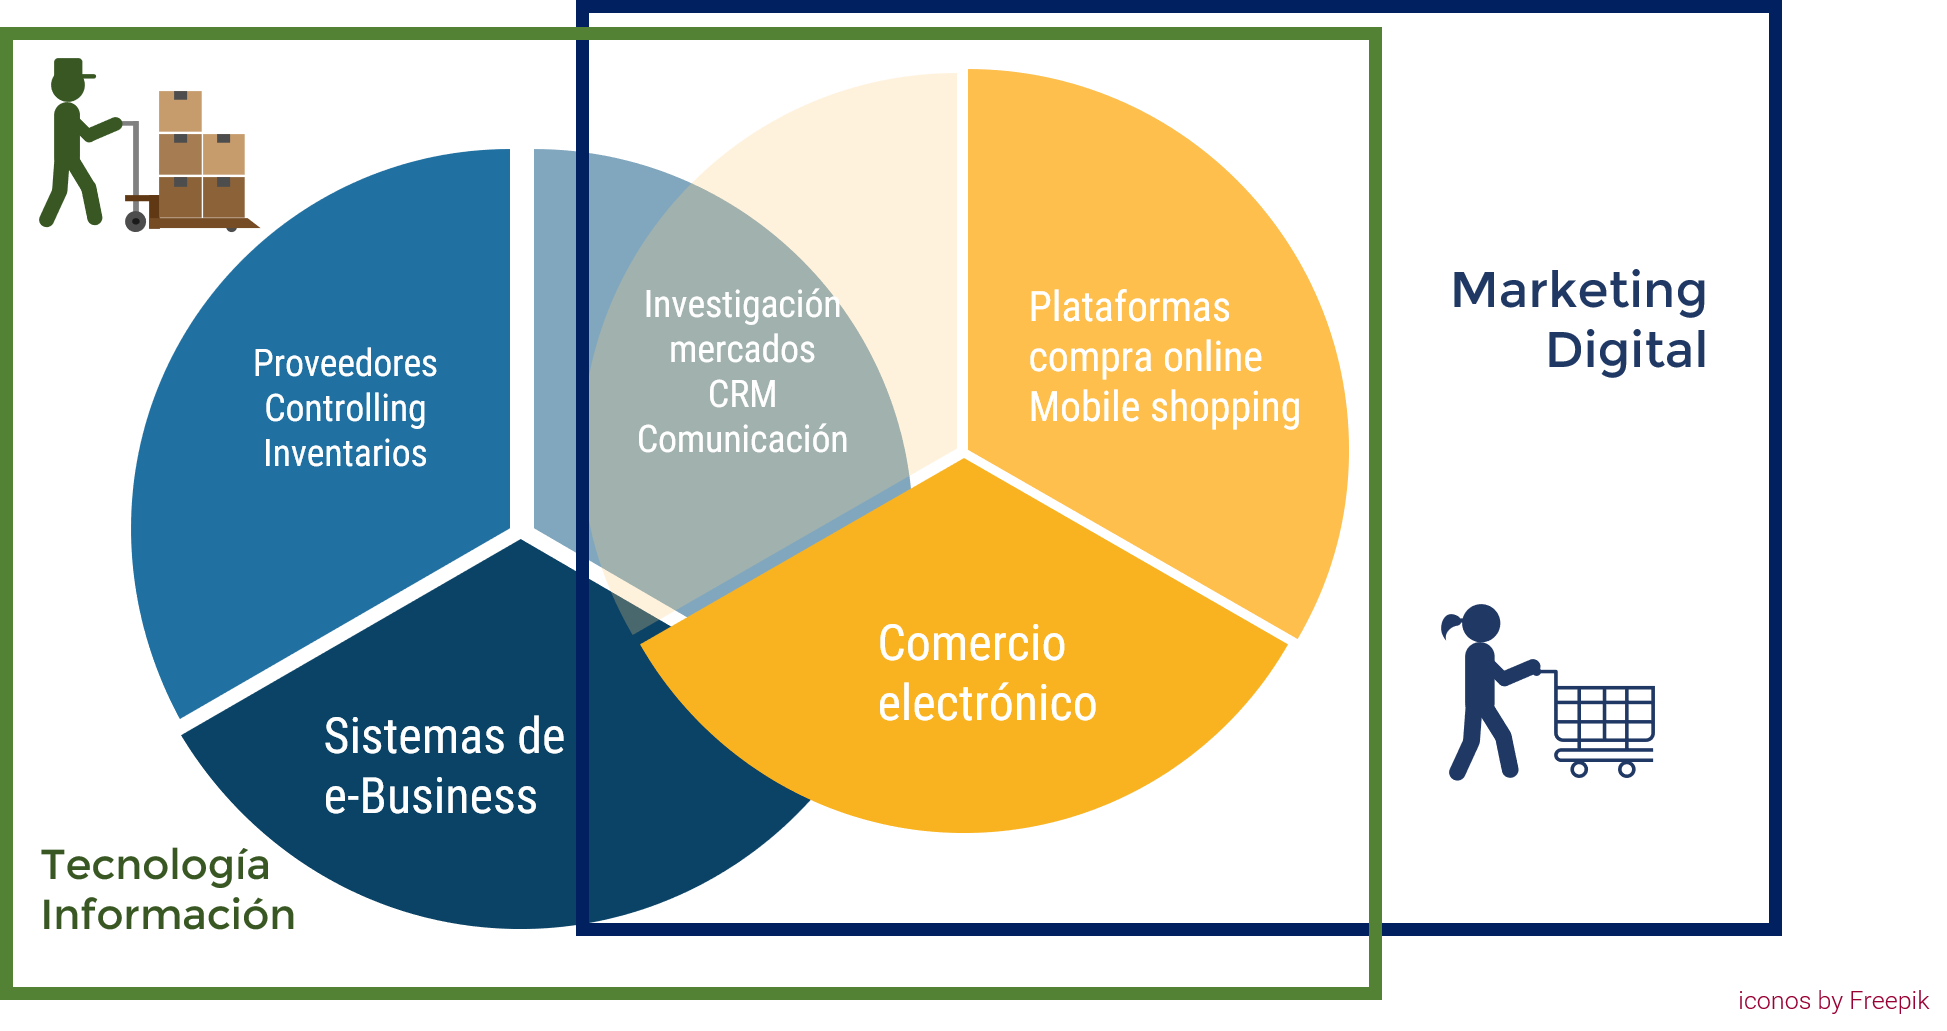 Proveedores
Controlling
Inventarios
Investigación
mercados
CRM
Comunicación
Plataformas
compra online
Mobile shopping
Marketing
Digital
Sistemas de
e-Business
Comercio
electrónico
Tecnología
Información
iconos by Freepik